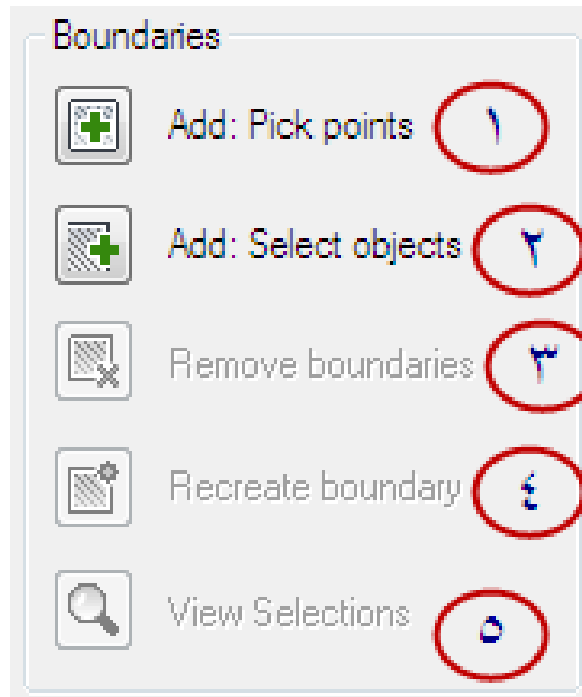 Boundaries
Add: Pick points ١
Add: Select objects ٢
Remove boundaries ٣
Recreate boundary ٤
View Selections ٥